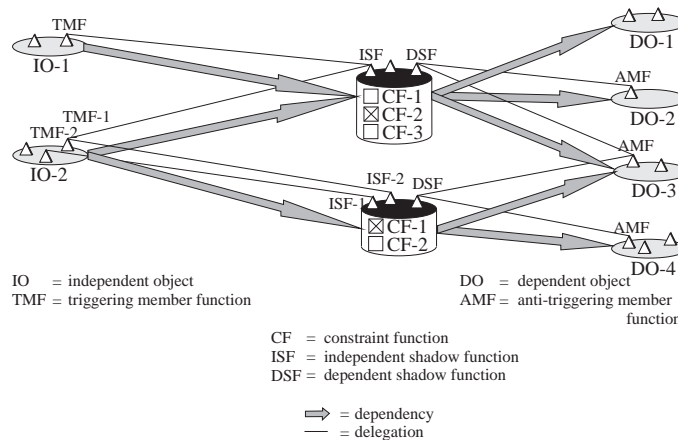 TMF
IO-1
TMF-1
TMF-2
IO-2
ISF
DSF
CF-1
CF-2
CF-3
ISF-2
DSF
ISF-1
CF-1
CF-2
DO-1
AMF
DO-2
AMF
DO-3
AMF
DO-4
IO = independent object
TMF = triggering member function
DO = dependent object
AMF = anti-triggering member
function
CF = constraint function
ISF = independent shadow function
DSF = dependent shadow function
= dependency
= delegation